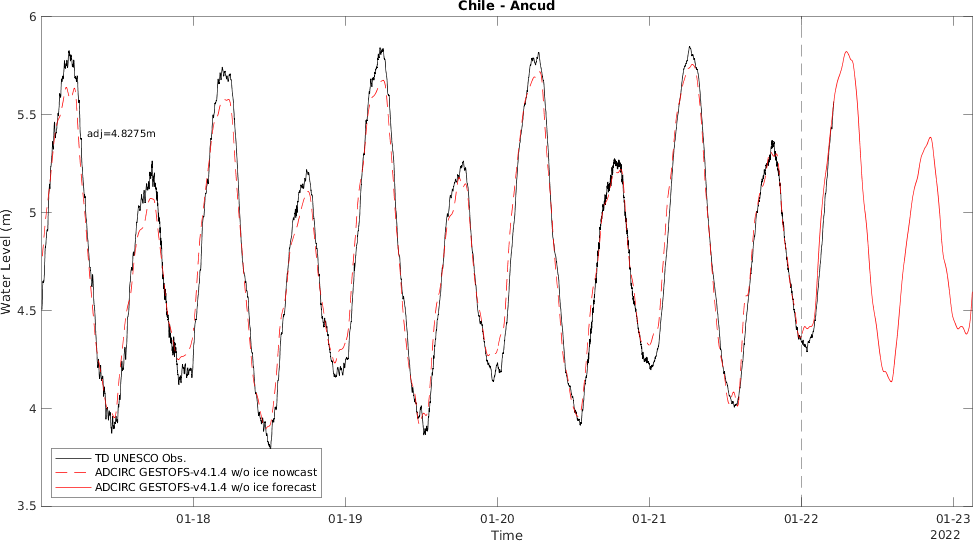 Chile - Ancud
6
5.5
5
4.5
4
3.5
Water Level (m)
adj=4.8275m
TD UNESCO Obs.
ADCIRC GESTOFS-v4.1.4 w/o ice nowcast
ADCIRC GESTOFS-v4.1.4 w/o ice forecast
01-18
01-19
01-20
01-21
01-22
01-23
Time
2022